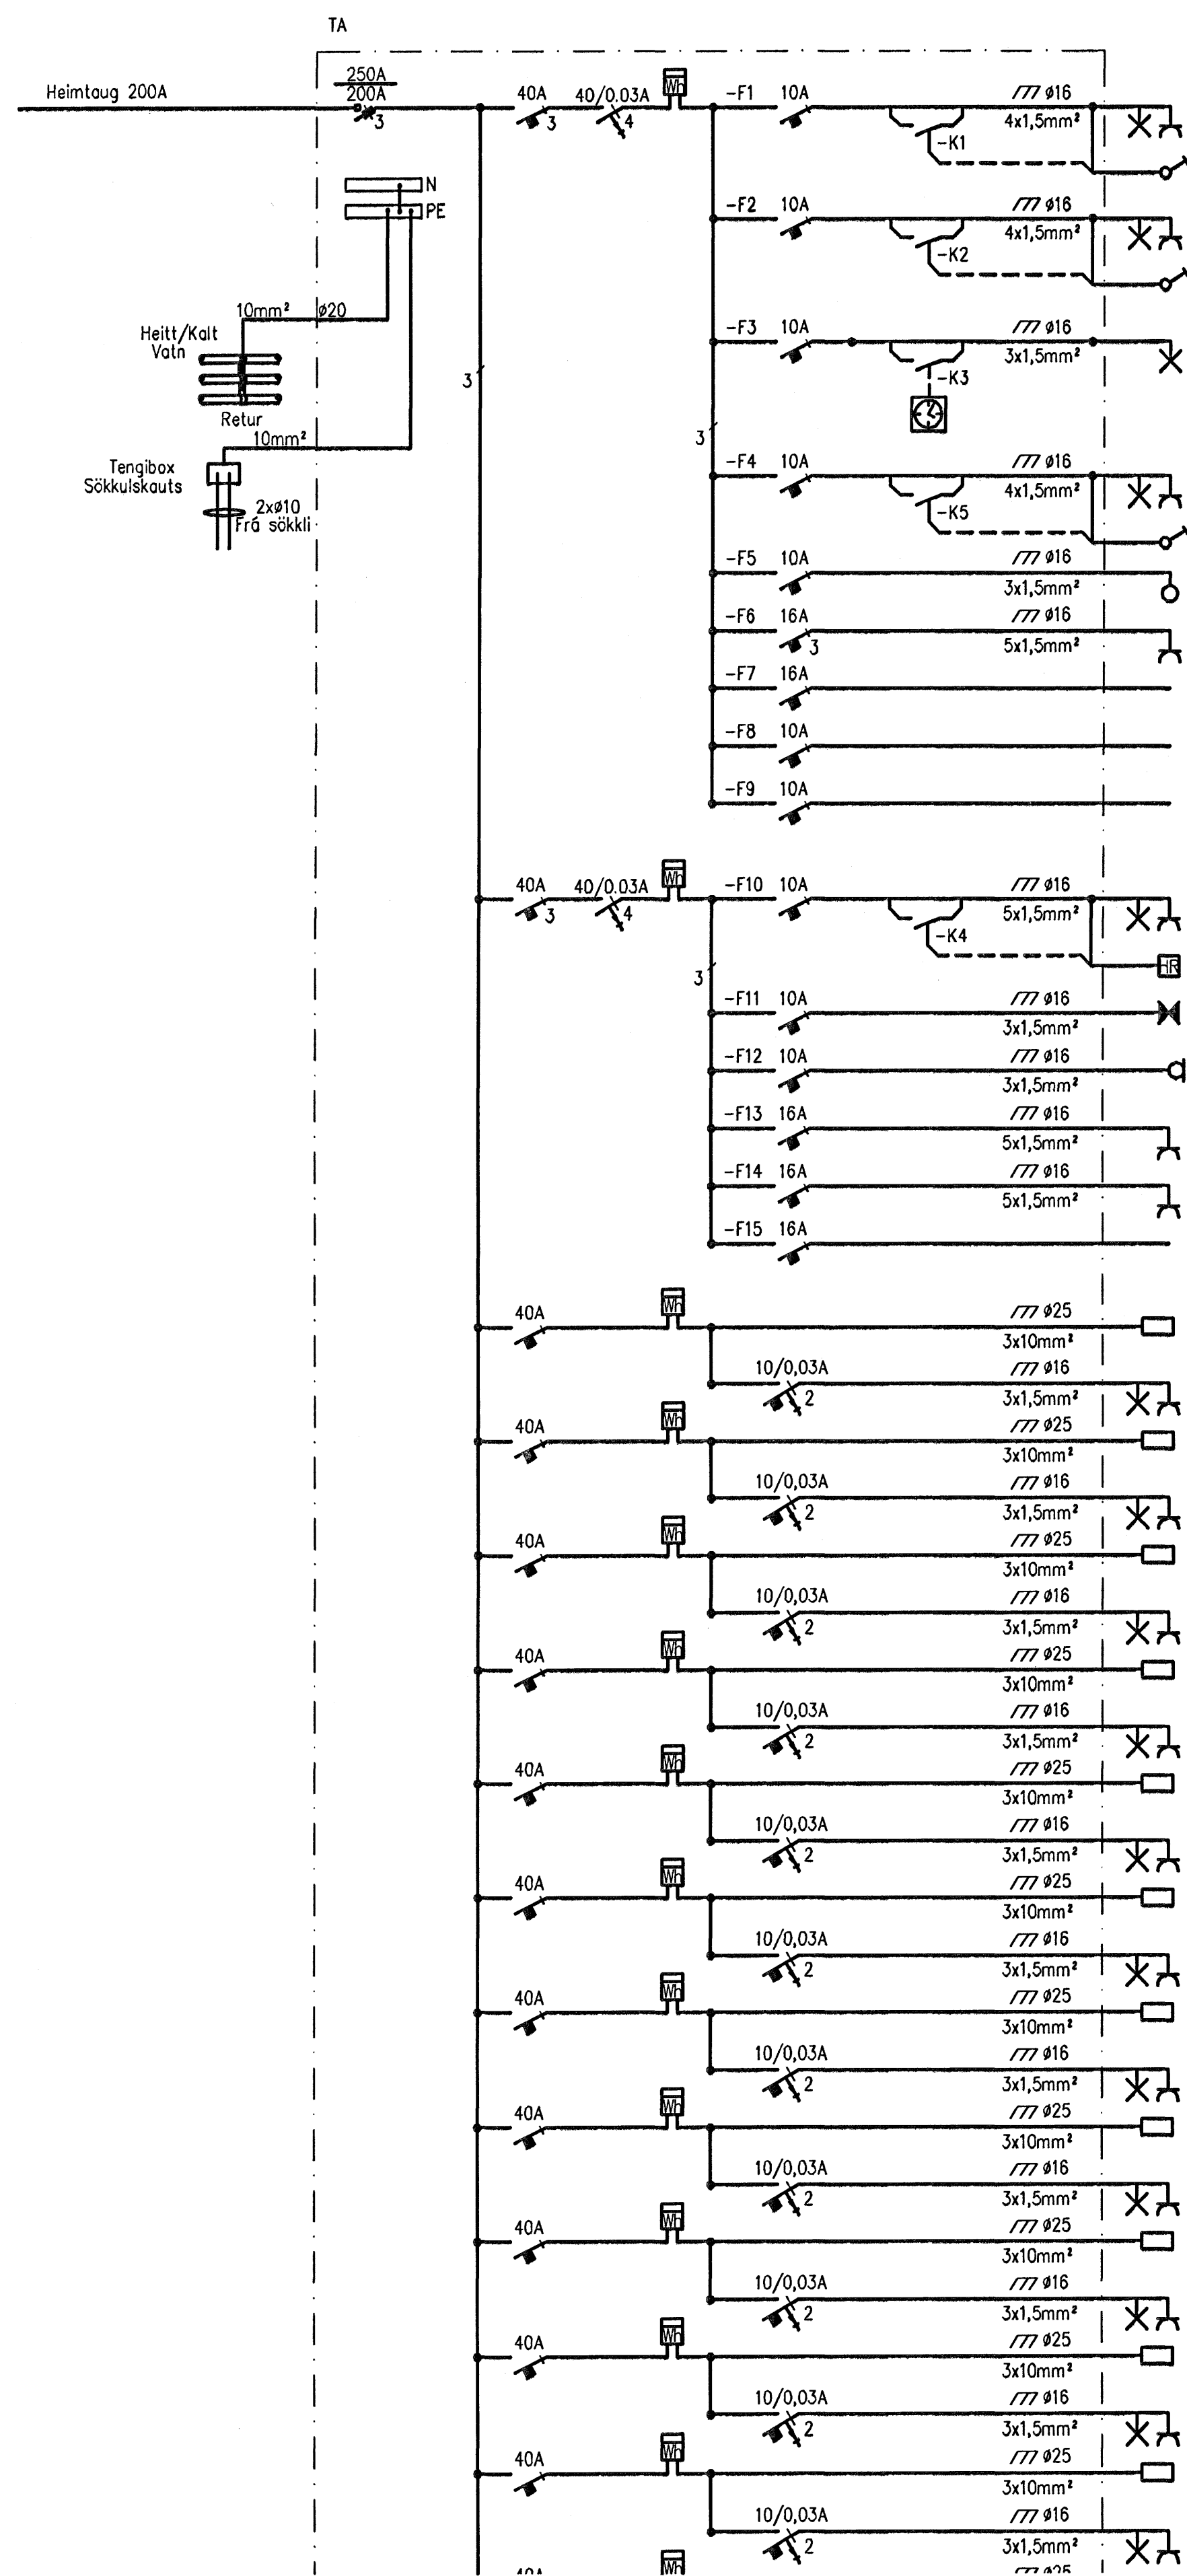 TA
Heimtaug 200A
250A
200A
3
40A
3
40/0.03A
4
Wh
N
PE
10mm² ø20
Heitt/Kalt
Vatn
Retur
10mm²
Tengibox
Sökkulskauts
2xø10
Frá sökkli
3
3
-F1 10A ø16
4x1,5mm²
-K1
-F2 10A ø16
4x1,5mm²
-K2
-F3 10A ø16
3x1,5mm²
-K3
-F4 10A ø16
4x1,5mm²
-K5
-F5 10A ø16
3x1,5mm²
-F6 16A ø16
3 5x1,5mm²
-F7 16A
-F8 10A
-F9 10A
40A
3
40/0.03A
4
Wh
3
-F10 10A ø16
5x1,5mm²
-K4
HR
-F11 10A ø16
3x1,5mm²
-F12 10A ø16
3x1,5mm²
-F13 16A ø16
5x1,5mm²
-F14 16A ø16
5x1,5mm²
-F15 16A
40A Wh ø25
3x10mm²
10/0,03A ø16
2 3x1,5mm²
40A Wh ø25
3x10mm²
10/0,03A ø16
2 3x1,5mm²
40A Wh ø25
3x10mm²
10/0,03A ø16
2 3x1,5mm²
40A Wh ø25
3x10mm²
10/0,03A ø16
2 3x1,5mm²
40A Wh ø25
3x10mm²
10/0,03A ø16
2 3x1,5mm²
40A Wh ø25
3x10mm²
10/0,03A ø16
2 3x1,5mm²
40A Wh ø25
3x10mm²
10/0,03A ø16
2 3x1,5mm²
40A Wh ø25
3x10mm²
10/0,03A ø16
2 3x1,5mm²
40A Wh ø25
3x10mm²
10/0,03A ø16
2 3x1,5mm²
40A Wh ø25
3x10mm²
10/0,03A ø16
2 3x1,5mm²
40A Wh ø25
3x10mm²
10/0,03A ø16
2 3x1,5mm²
40A Wh ø25